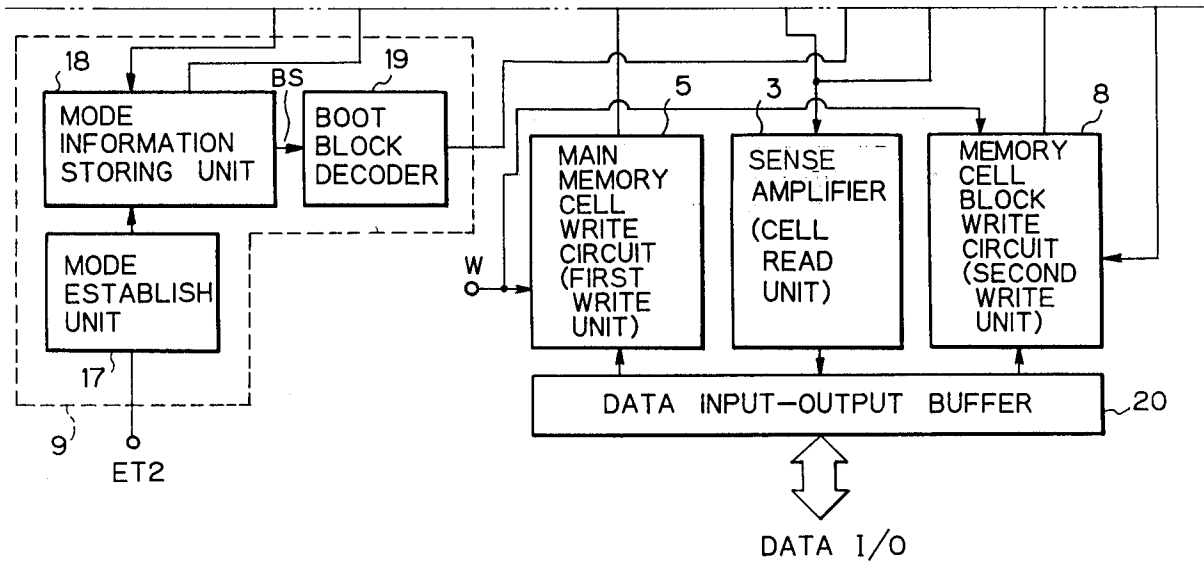 18
MODE
INFORMATION
STORING UNIT
BS
19
BOOT
BLOCK
DECODER
MODE
ESTABLISH
UNIT
17
9
ET2
W
5
MAIN
MEMORY
CELL
WRITE
CIRCUIT
(FIRST
WRITE
UNIT)
3
SENSE
AMPLIFIER
(CELL
READ
UNIT)
8
MEMORY
CELL
BLOCK
WRITE
CIRCUIT
(SECOND
WRITE
UNIT)
DATA INPUT-OUTPUT BUFFER
20
DATA I/O